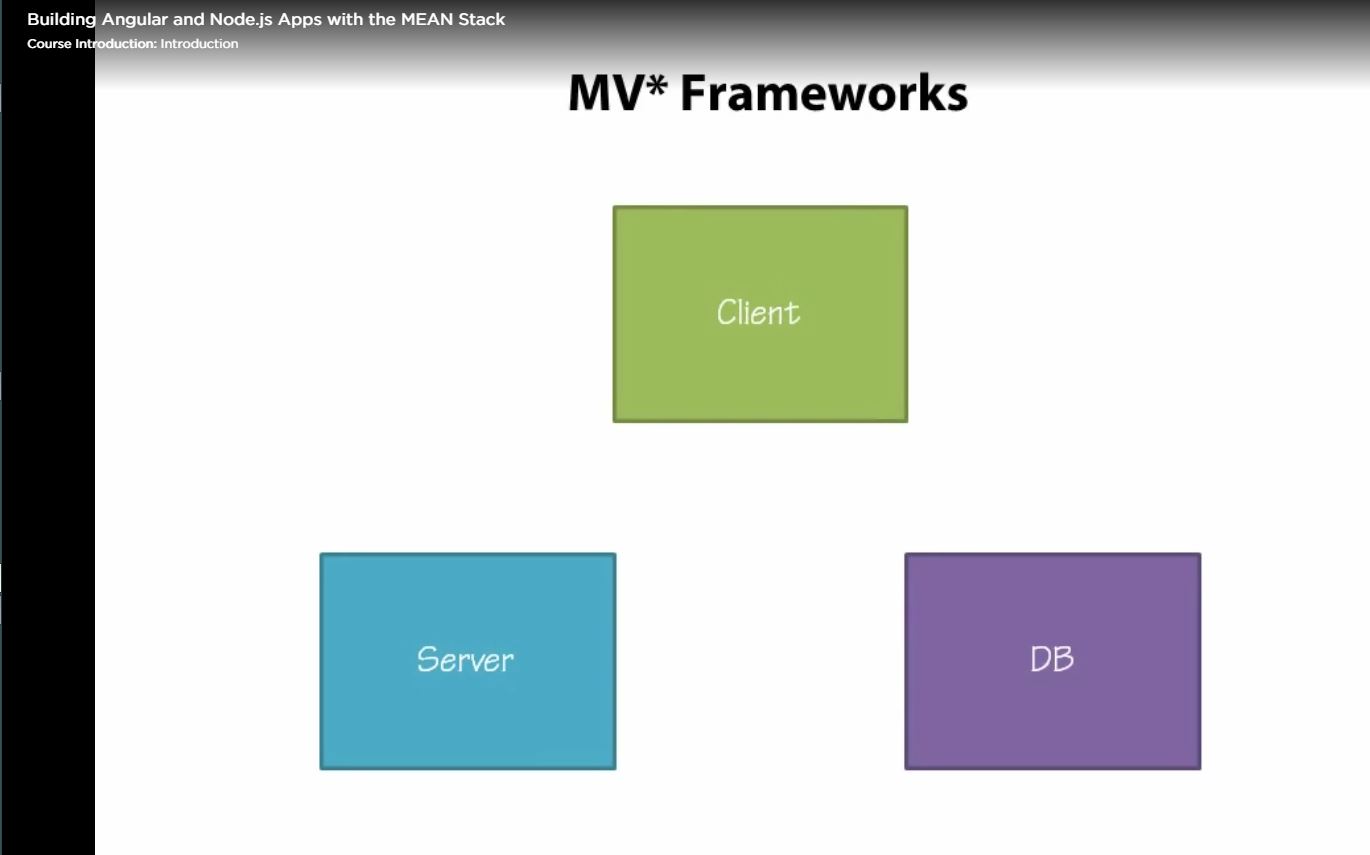 Building Angular and Node.js Apps with the MEAN Stack
Course Introduction: Introduction
MV* Frameworks
Client
Server
DB